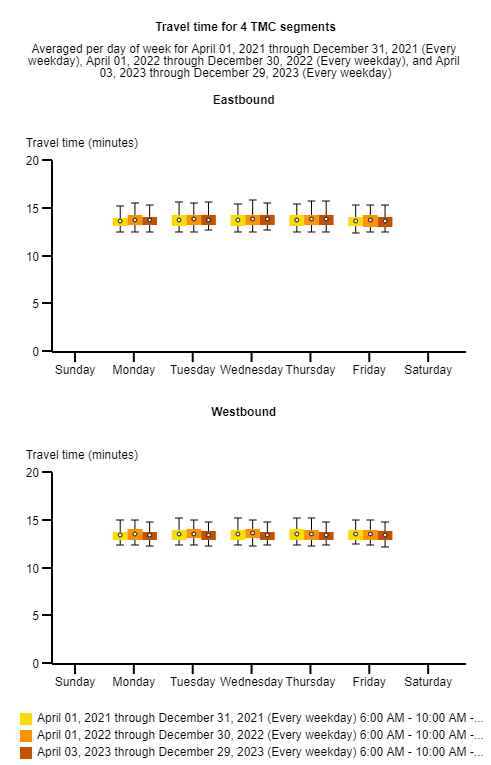 Travel time for 4 TMC segments
Averaged per day of week for April 01, 2021 through December 31, 2021 (Every
weekday), April 01, 2022 through December 30, 2022 (Every weekday), and April
03, 2023 through December 29, 2023 (Every weekday)
Eastbound
Travel time (minutes)
20
15
10
5
0
Sunday Monday Tuesday Wednesday Thursday Friday Saturday
Westbound
Travel time (minutes)
20
15
10
5
0
Sunday Monday Tuesday Wednesday Thursday Friday Saturday
April 01, 2021 through December 31, 2021 (Every weekday) 6:00 AM - 10:00 AM -...
April 01, 2022 through December 30, 2022 (Every weekday) 6:00 AM - 10:00 AM -...
April 03, 2023 through December 29, 2023 (Every weekday) 6:00 AM - 10:00 AM -...